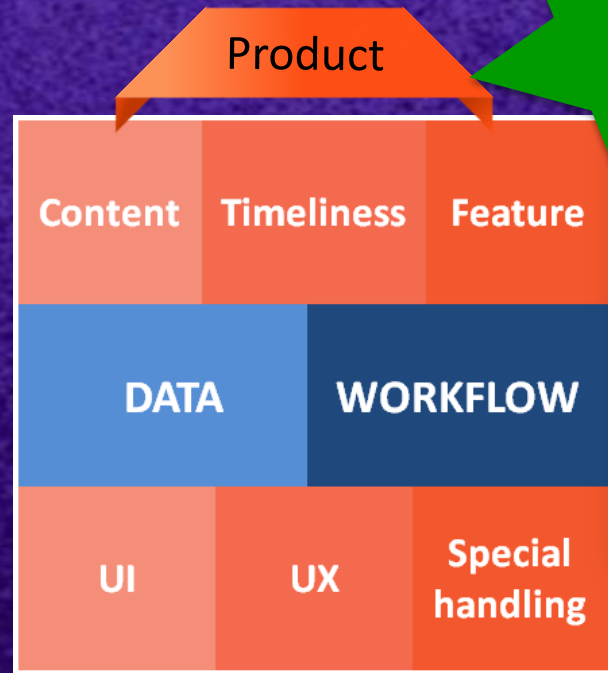 Product
Content Timeliness Feature
DATA WORKFLOW
UI UX Special
handling